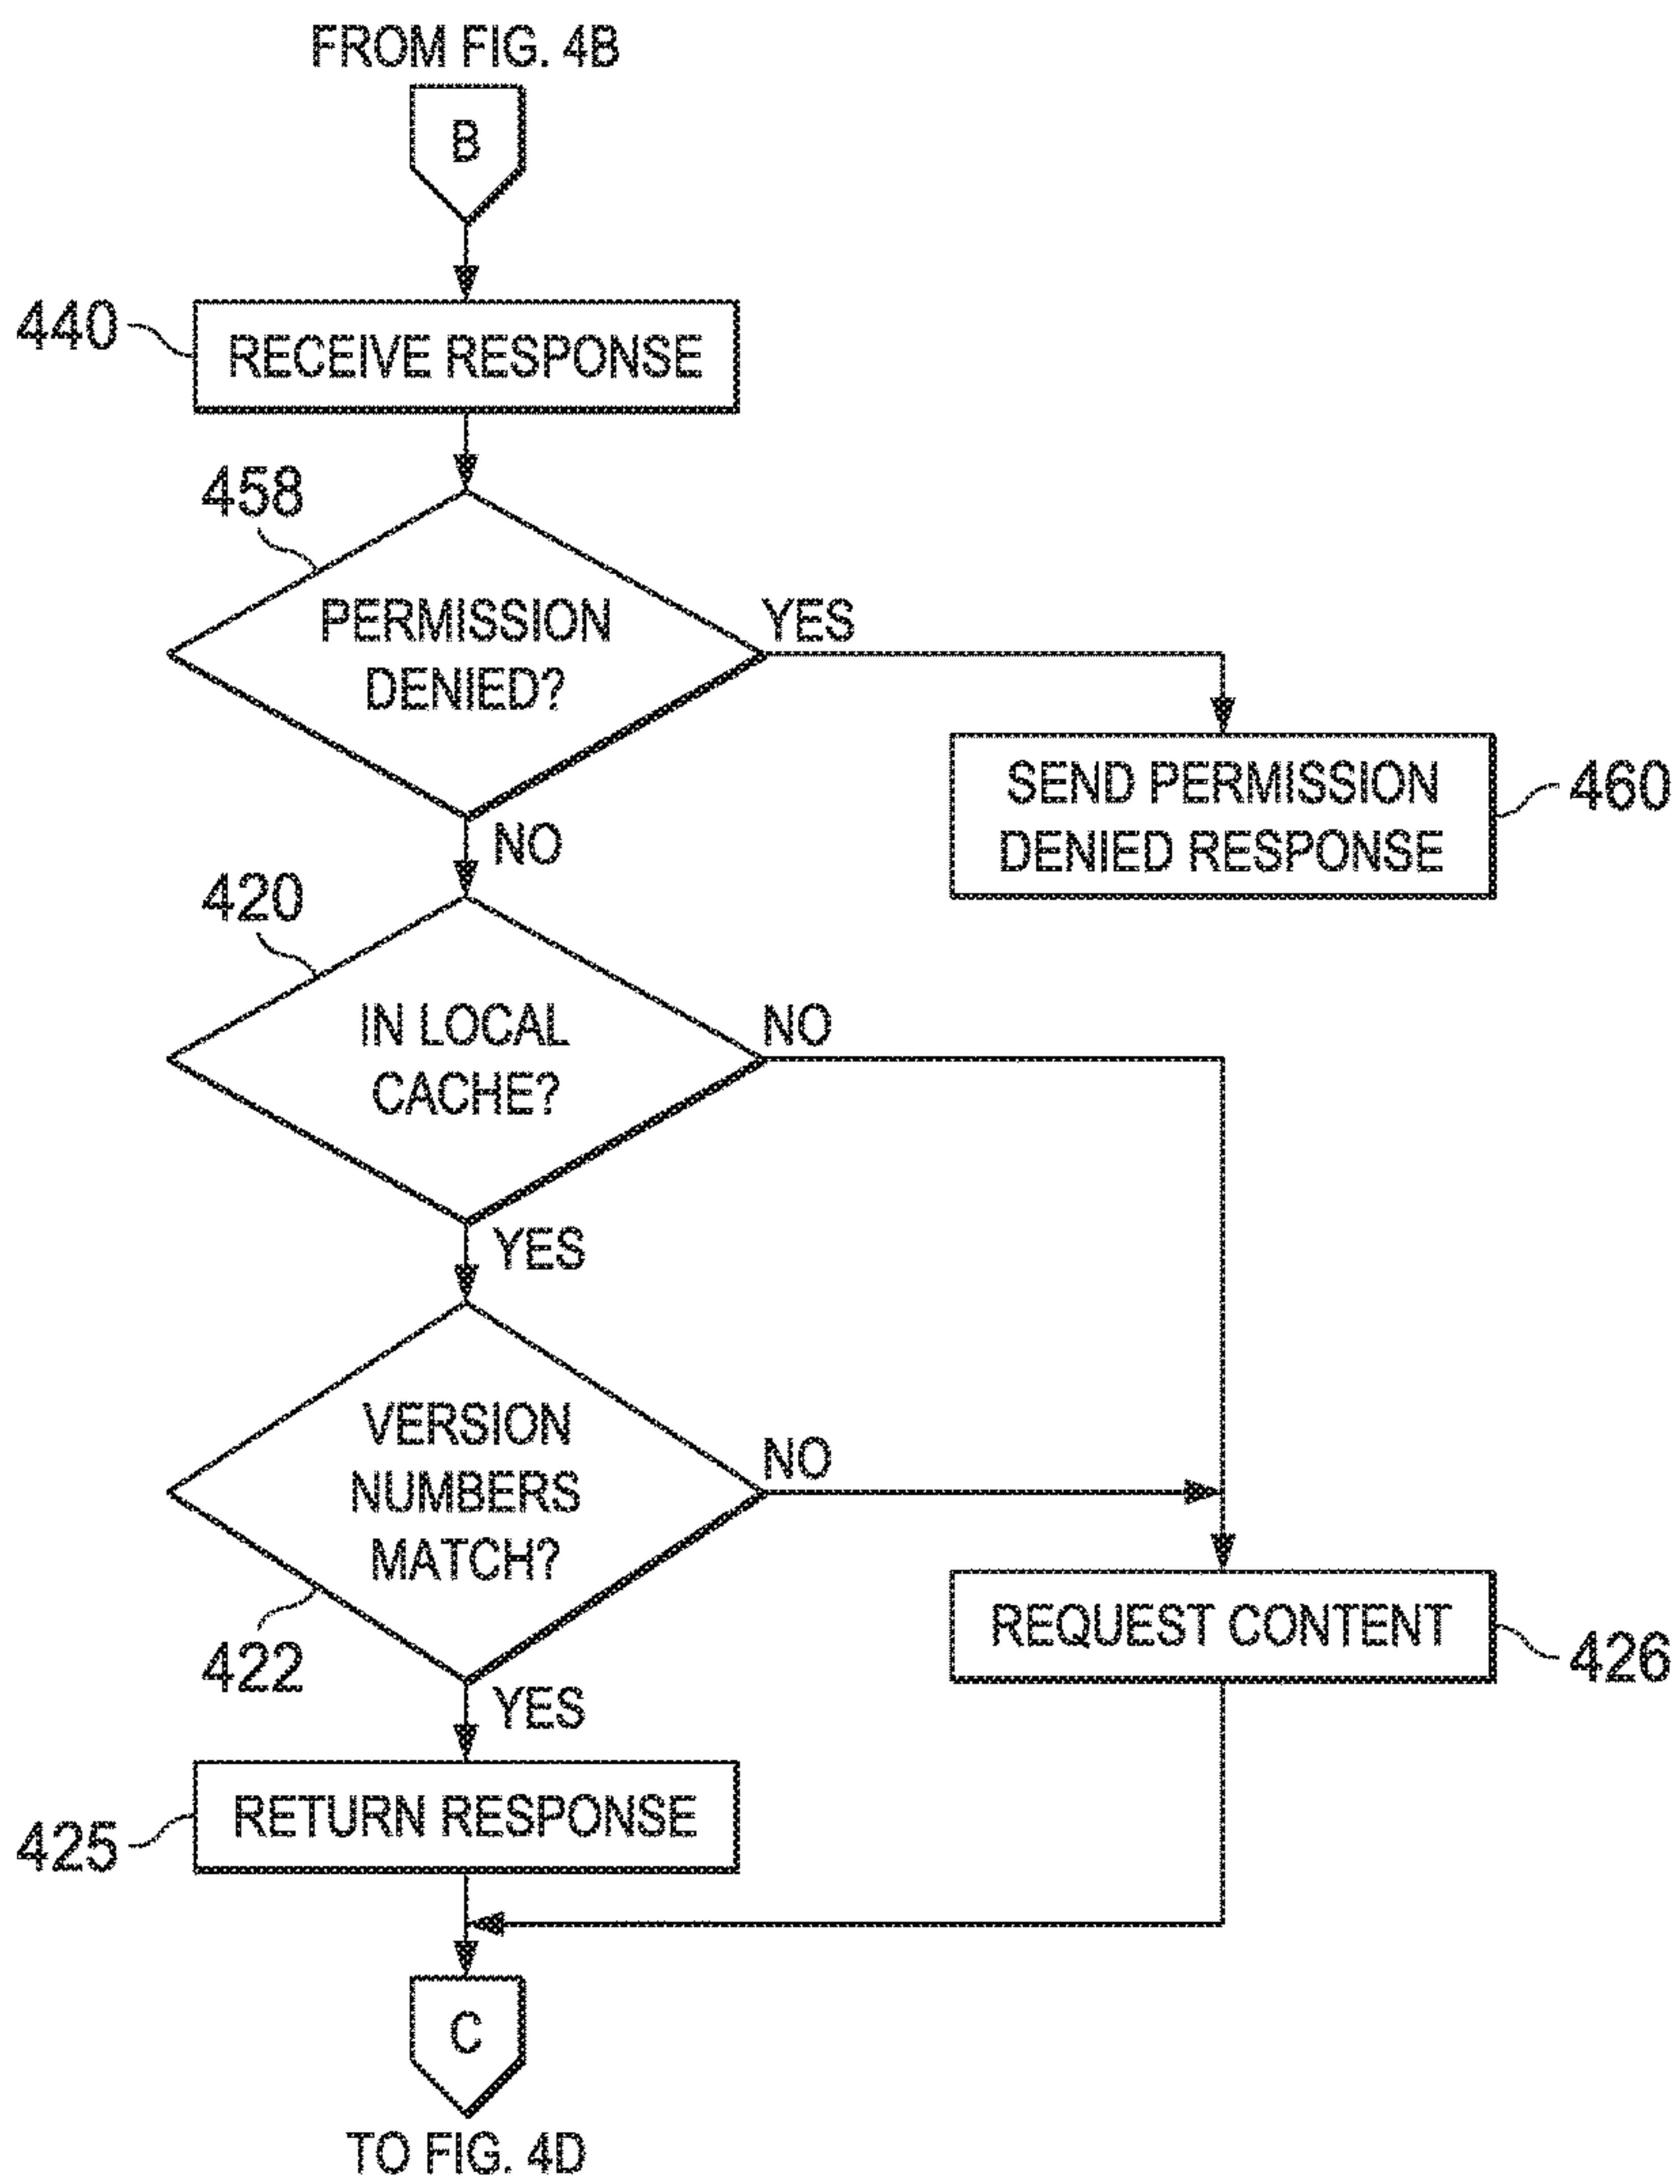 FROM FIG. 4B
B
440
RECEIVE RESPONSE
458
PERMISSION
DENIED?
YES
SEND PERMISSION
DENIED RESPONSE
460
NO
420
IN LOCAL
CACHE?
NO
YES
VERSION
NUMBERS
MATCH?
NO
422
REQUEST CONTENT
426
YES
RETURN RESPONSE
425
C
TO FIG. 4D